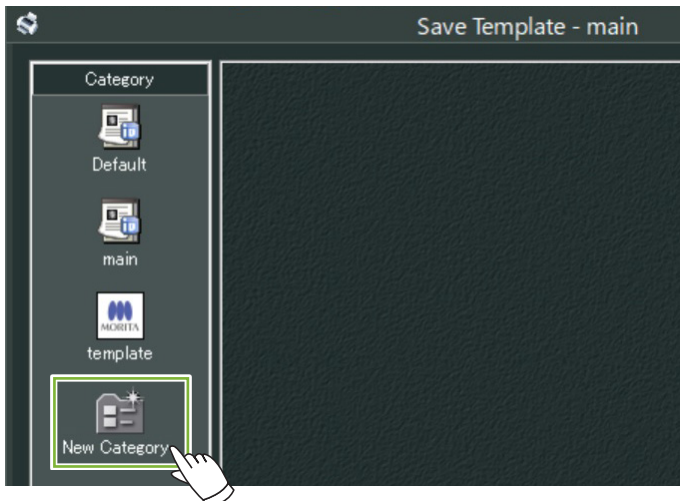 Save Template - main
Category
Default
main
MORITA
template
New Category